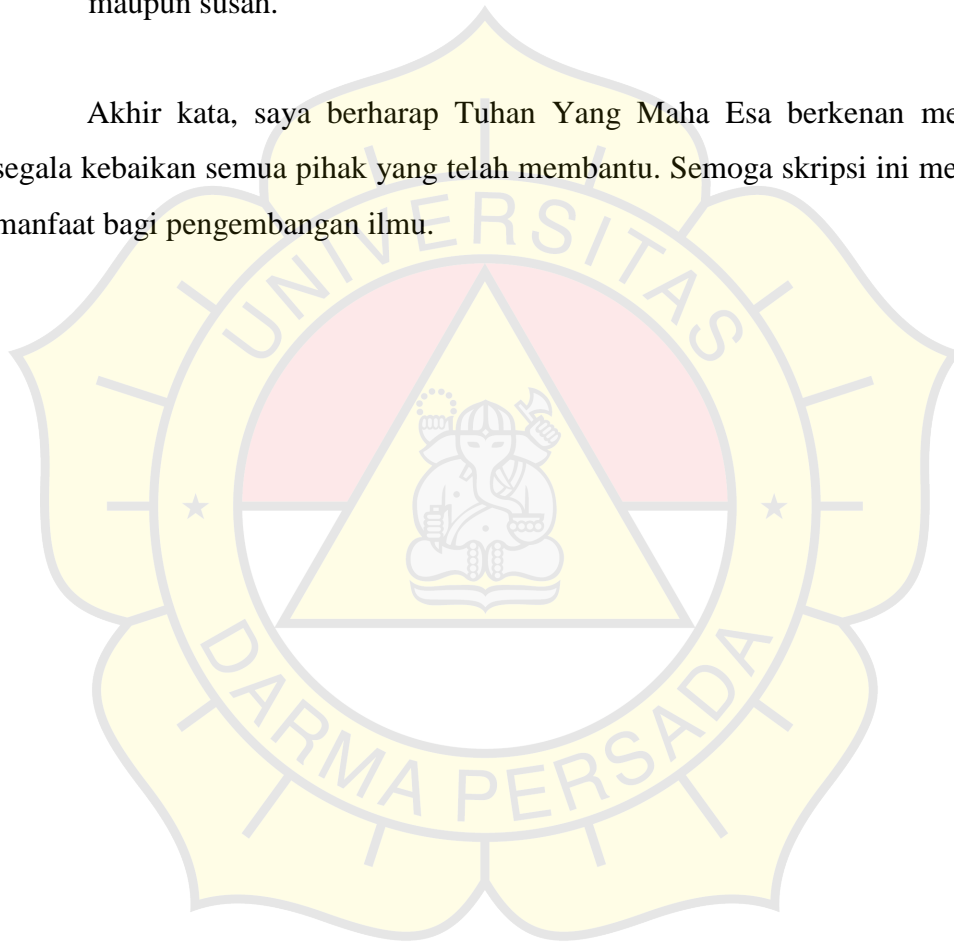 maupun susah.
Akhir kata, saya berharap Tuhan Yang Maha Esa berkenan me
segala kebaikan semua pihak yang telah membantu. Semoga skripsi ini me
manfaat bagi pengembangan ilmu.
UNIVERSITAS
DARMA PERSADA